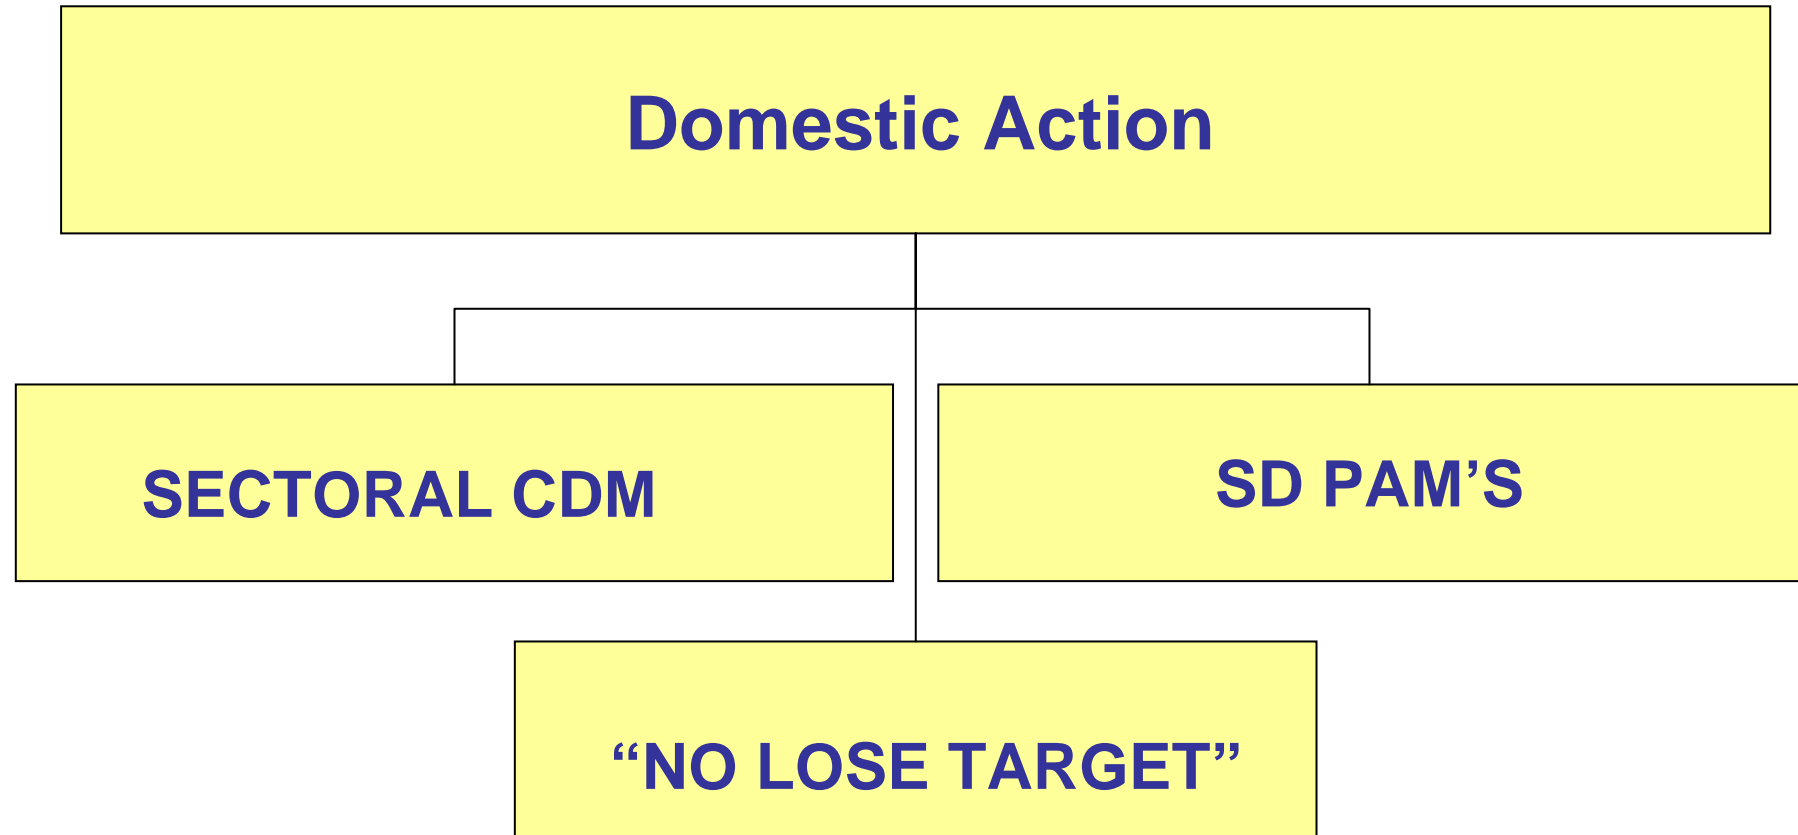 Domestic Action
SECTORAL CDM
SD PAM’S
“NO LOSE TARGET”